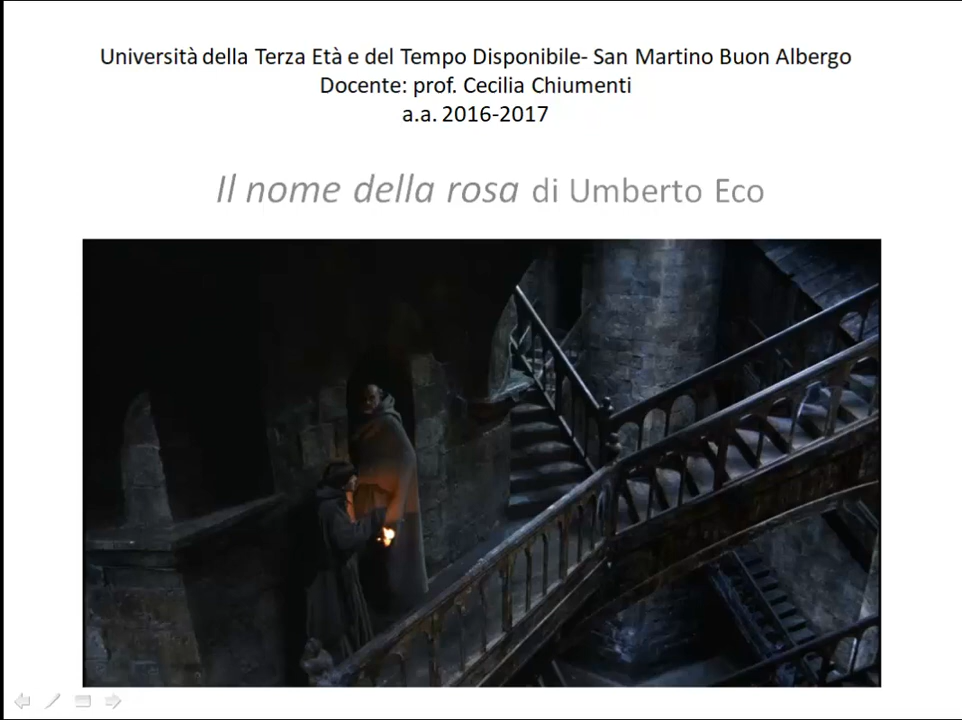 Università della Terza Età e del Tempo Disponibile- San Martino Buon Albergo
Docente: prof. Cecilia Chiumenti
a.a. 2016-2017
Il nome della rosa di Umberto Eco